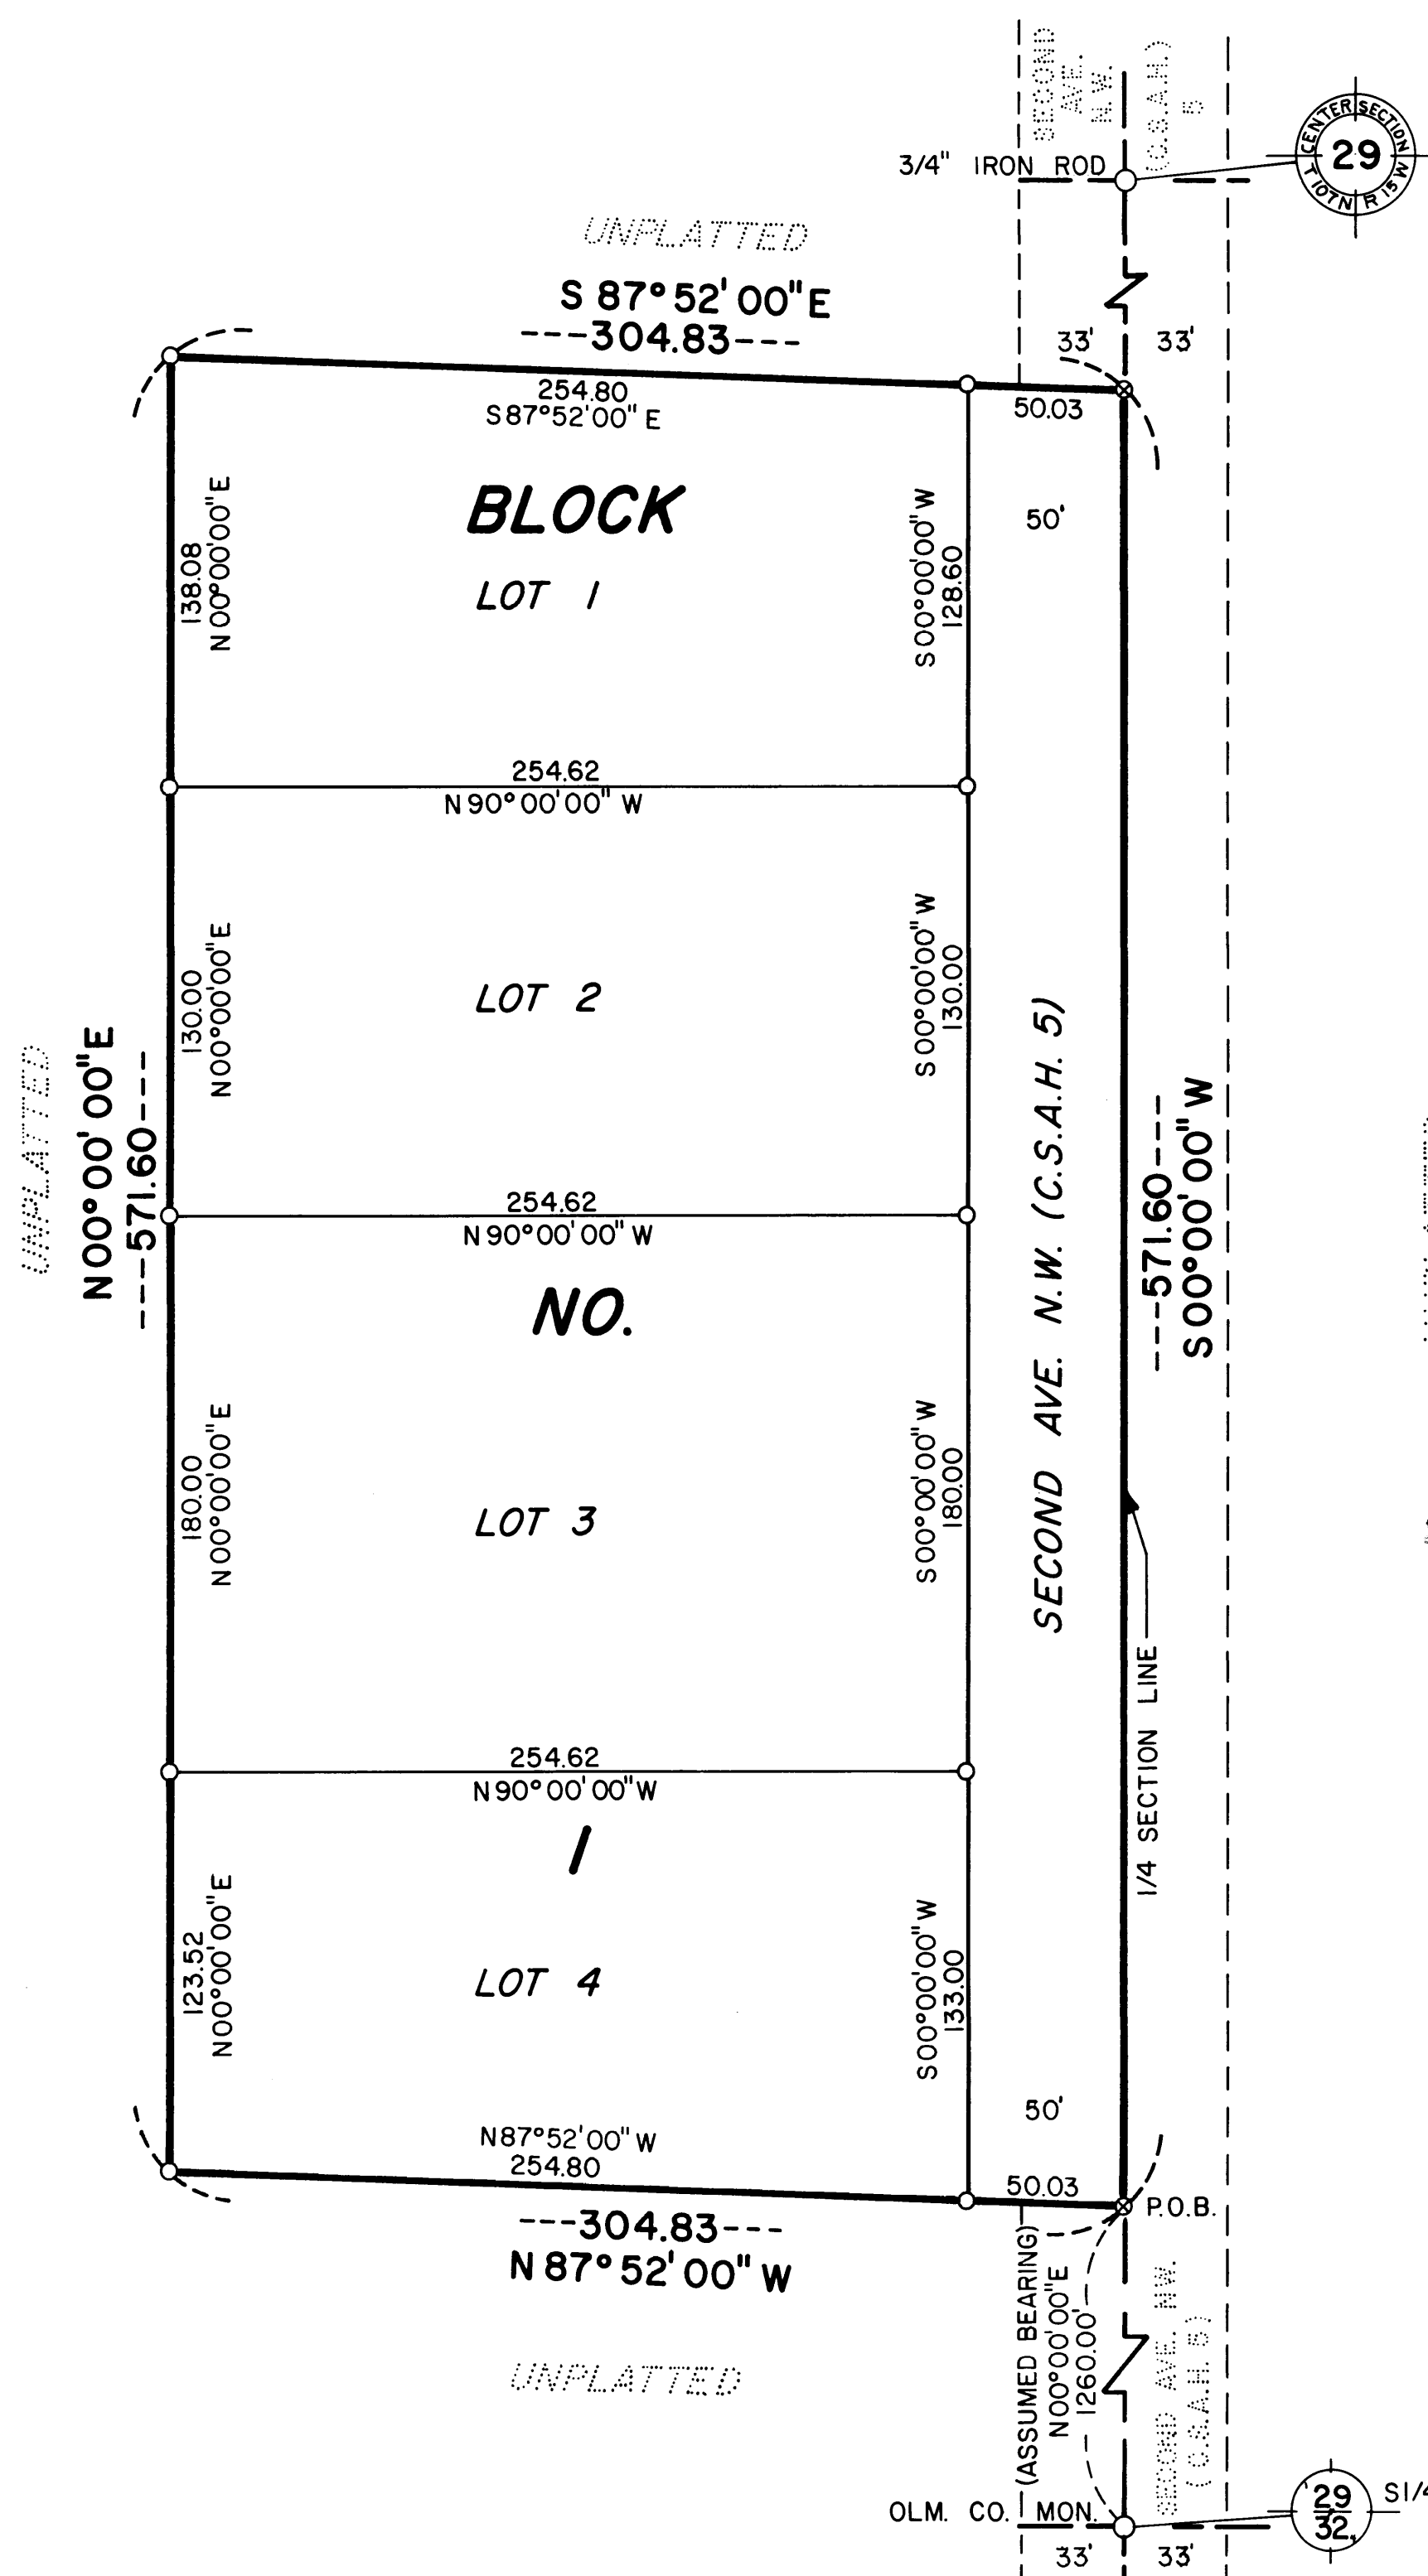 SECOND
AVE.
N.W.
(C.S.A.H.)
5
3/4" IRON ROD
CENTER SECTION
29
T107N R15W
UNPLATTED
S 87°52'00"E
---304.83---
33'
33'
254.80
S87°52'00"E
50.03
BLOCK
LOT 1
138.08
N00°00'00"E
S00°00'00"W
128.60
50'
254.62
N90°00'00" W
LOT 2
130.00
N00°00'00"E
S00°00'00"W
130.00
UNPLATTED
N00°00'00"E
---571.60---
254.62
N90°00'00" W
NO.
SECOND AVE. N.W. (C.S.A.H. 5)
---571.60---
S00°00'00"W
180.00
N00°00'00"E
LOT 3
S00°00'00"W
180.00
1/4 SECTION LINE
254.62
N90°00'00"W
1
LOT 4
123.52
N00°00'00"E
S00°00'00"W
133.00
50'
N87°52'00"W
254.80
50.03
P.O.B.
---304.83---
N87°52'00"W
(ASSUMED BEARING)
N00°00'00"E
1260.00'
SECOND AVE. NW.
(C.S.A.H. 5)
UNPLATTED
OLM. CO. MON.
29
32
S1/4
33'
33'